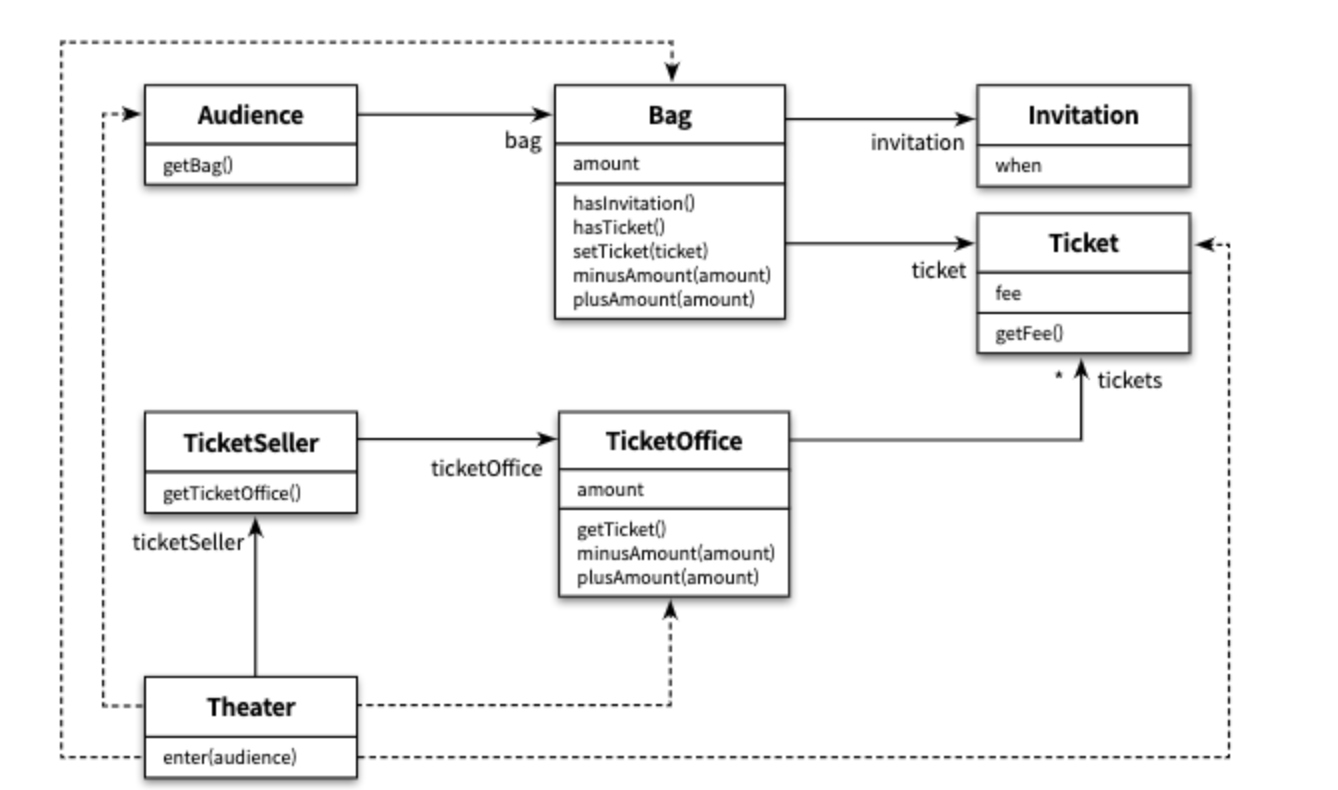 Audience
getBag()
bag
Bag
amount
hasInvitation()
hasTicket()
setTicket(ticket)
minusAmount(amount)
plusAmount(amount)
invitation
Invitation
when
ticket
Ticket
fee
getFee()
* tickets
TicketSeller
getTicketOffice()
ticketSeller
ticketOffice
TicketOffice
amount
getTicket()
minusAmount(amount)
plusAmount(amount)
Theater
enter(audience)